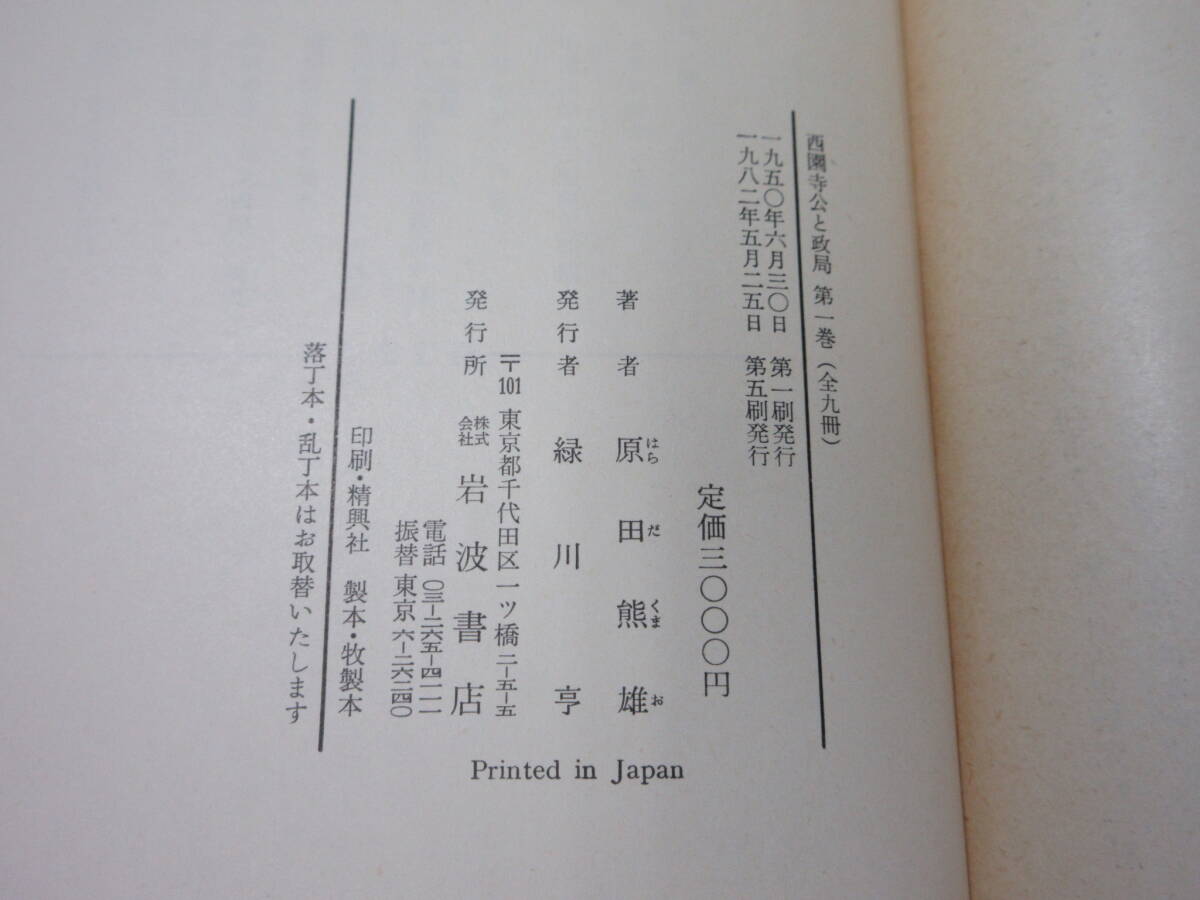 西園寺公と政局 第一巻（全九冊）
一九五〇年六月三〇日 第一刷発行
一九八二年五月二五日 第五刷発行
定価三〇〇〇円
著者 原田熊雄
はらだくまお
発行者 緑川亨
〒101 東京都千代田区一ツ橋二ー五ー五
発行所 株式会社 岩波書店
電話 〇三ー二六五ー四一一一
振替 東京 六ー二六二四〇
印刷・精興社 製本・牧製本
落丁本・乱丁本はお取替いたします
Printed in Japan